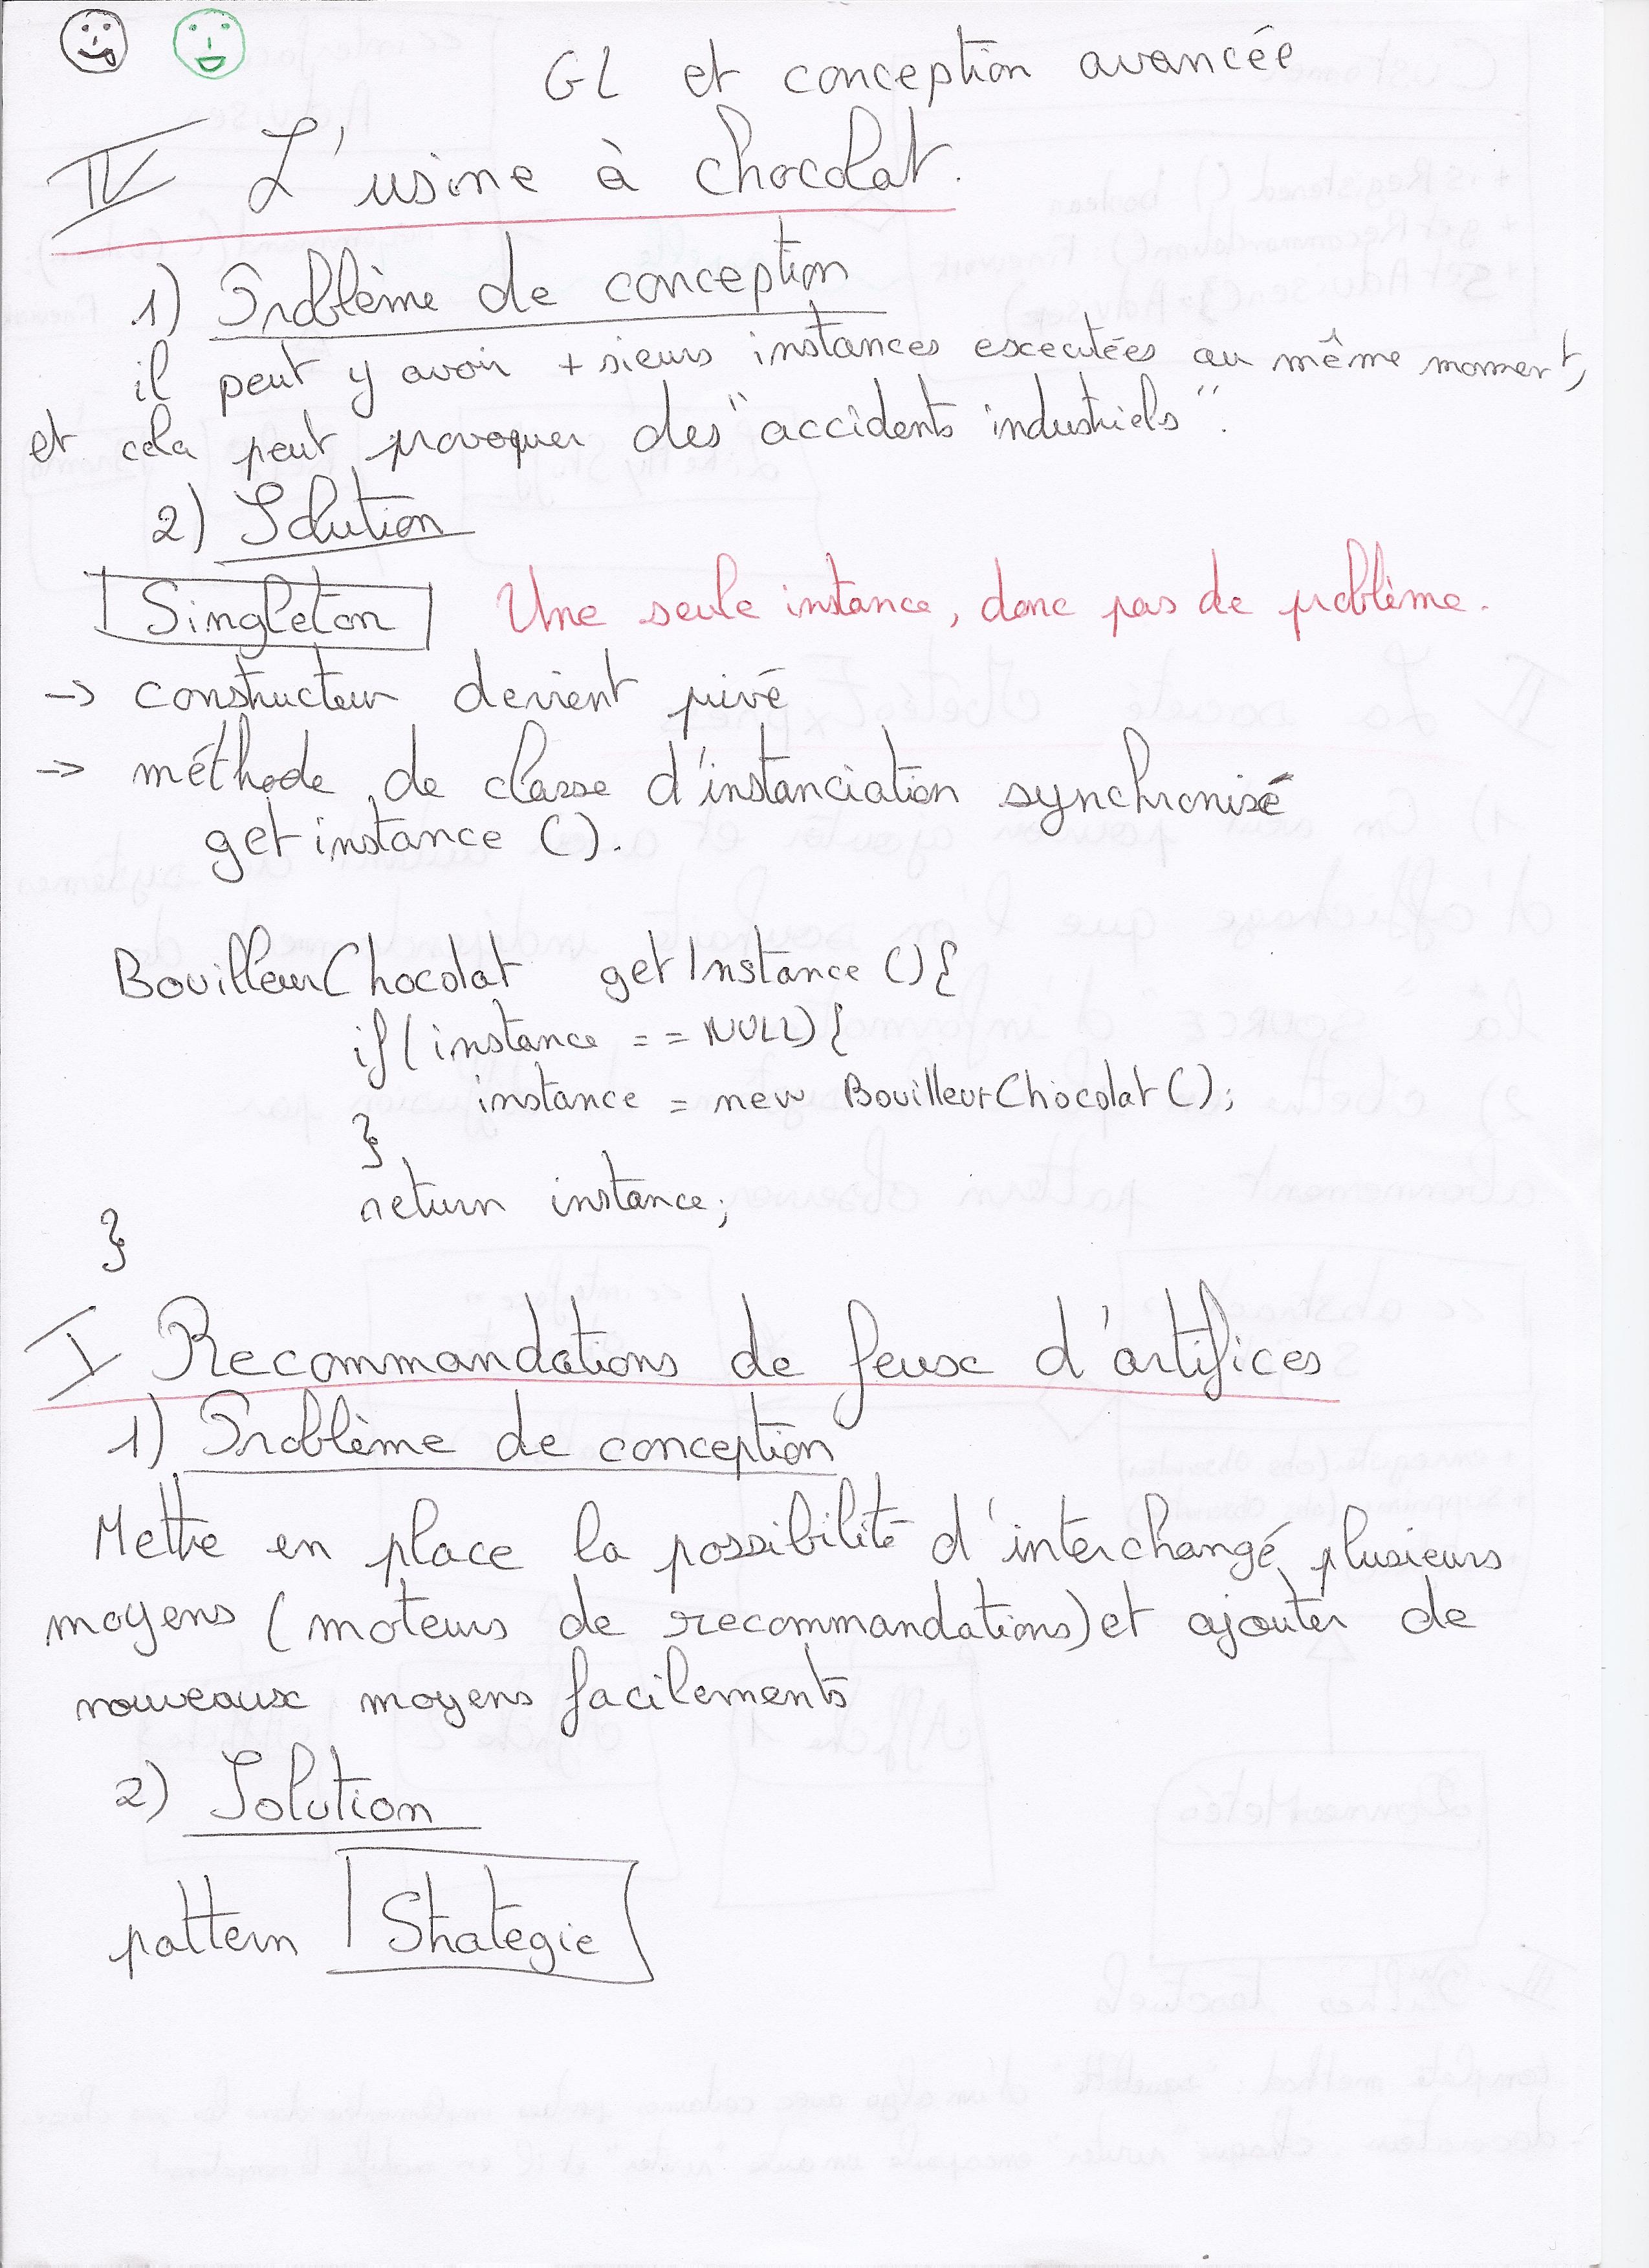 GL et conception avancée
IV L'usine à chocolat.
1) Problème de conception
il peut y avoir +sieurs instances executées au même moment,
et cela peut provoquer des "accidents industriels".
2) Solution
Singleton Une seule instance, donc pas de problème.
-> constructeur devient privé
-> méthode de classe d'instanciation synchronisé
getinstance ().
BouilleurChocolat getInstance () {
if (instance == NULL) {
instance = new BouilleurChocolat ();
}
return instance;
}
I Recommandations de feux d'artifices
1) Problème de conception
Mettre en place la possibilité d'interchangé plusieurs
moyens (moteurs de recommandations) et ajouter de
nouveaux moyens facilements
2) Solution
pattern Strategie